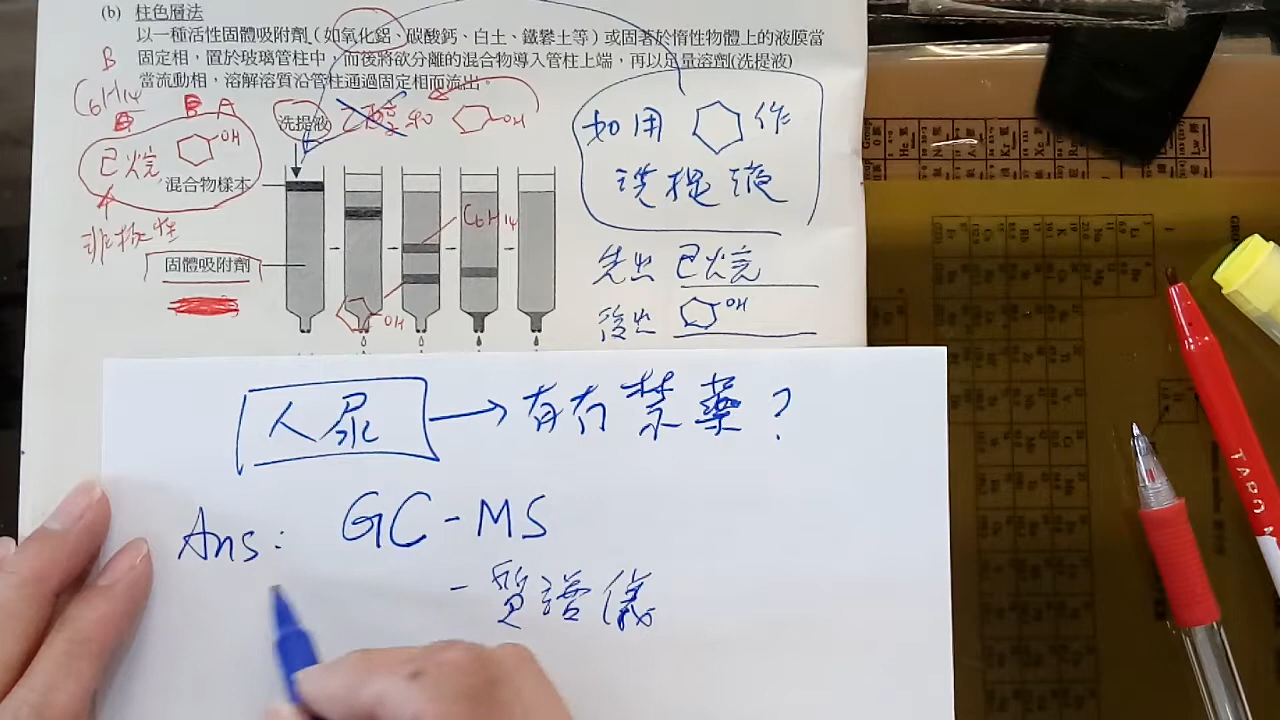 (b) 柱色層法
以一種活性固體吸附劑（如氧化鋁、碳酸鈣、白土、鐵礬土等）或固著於惰性物體上的液膜當
固定相，置於玻璃管柱中，而後將欲分離的混合物導入管柱上端，再以足量溶劑(洗提液)
當流動相，溶解溶質沿管柱通過固定相而流出。
B
C6H14
B A
洗提液 乙醇 和 OH
己烷 OH
混合物樣本
非極性
固體吸附劑
C6H14
OH
如用 作
洗提液
先出 己烷
後出 OH
人尿 → 有冇禁藥？
Ans: GC-MS
- 質譜儀